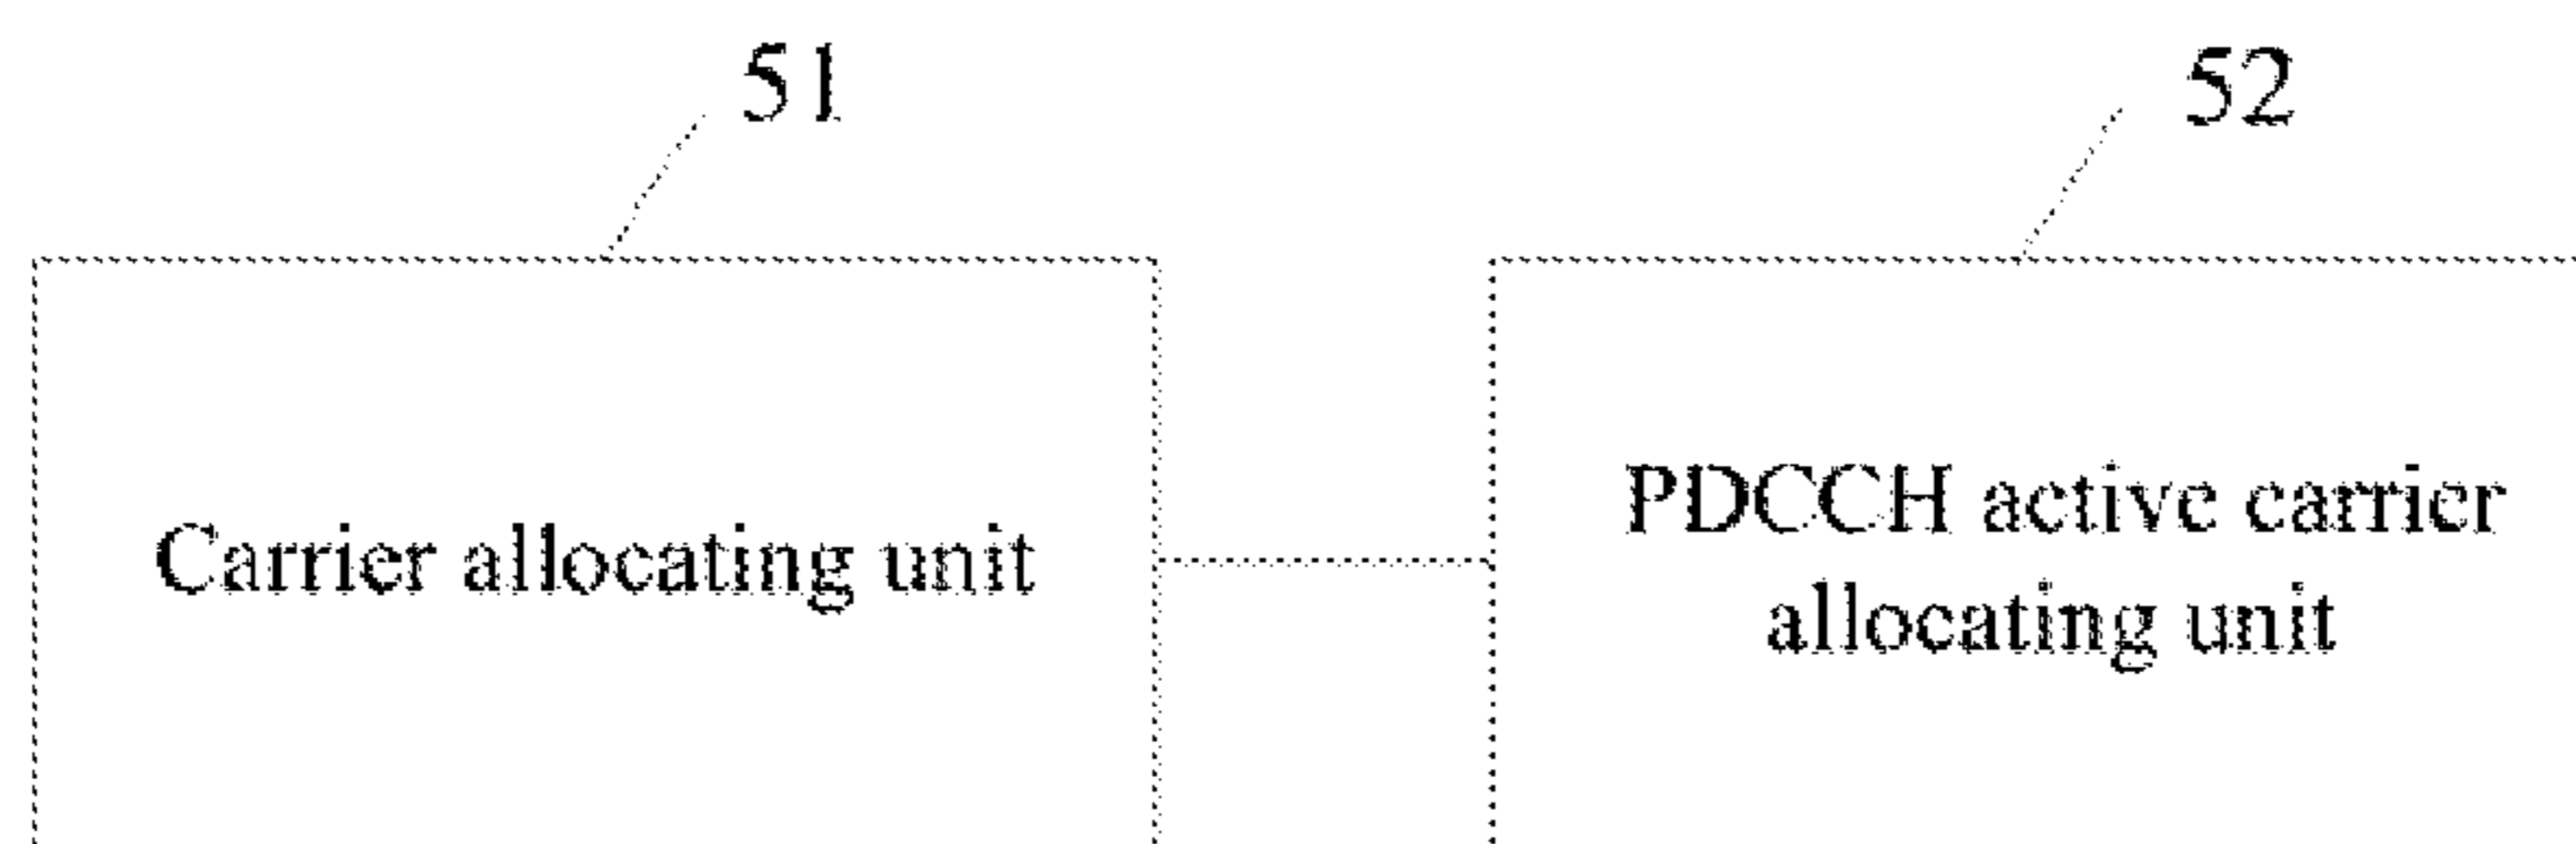 51
52
Carrier allocating unit
PDCCH active carrier
allocating unit